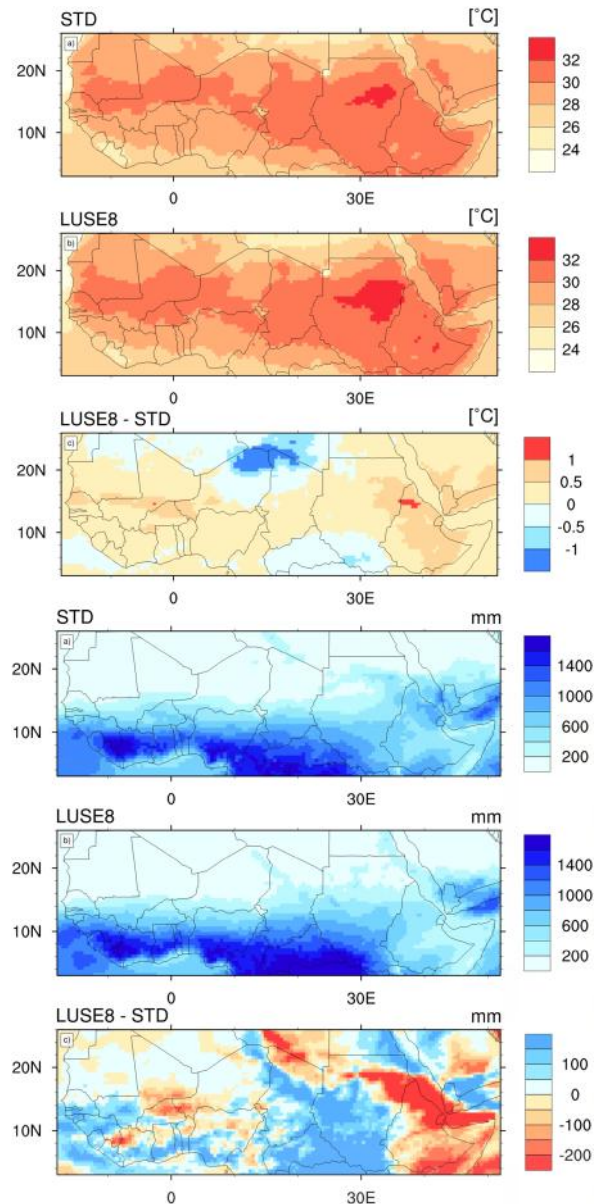 STD [°C]
a)
20N
10N
0 30E
32
30
28
26
24
LUSE8 [°C]
b)
20N
10N
0 30E
32
30
28
26
24
LUSE8 - STD [°C]
c)
20N
10N
0 30E
1
0.5
0
-0.5
-1
STD mm
a)
20N
10N
0 30E
1400
1000
600
200
LUSE8 mm
b)
20N
10N
0 30E
1400
1000
600
200
LUSE8 - STD mm
c)
20N
10N
0 30E
100
0
-100
-200